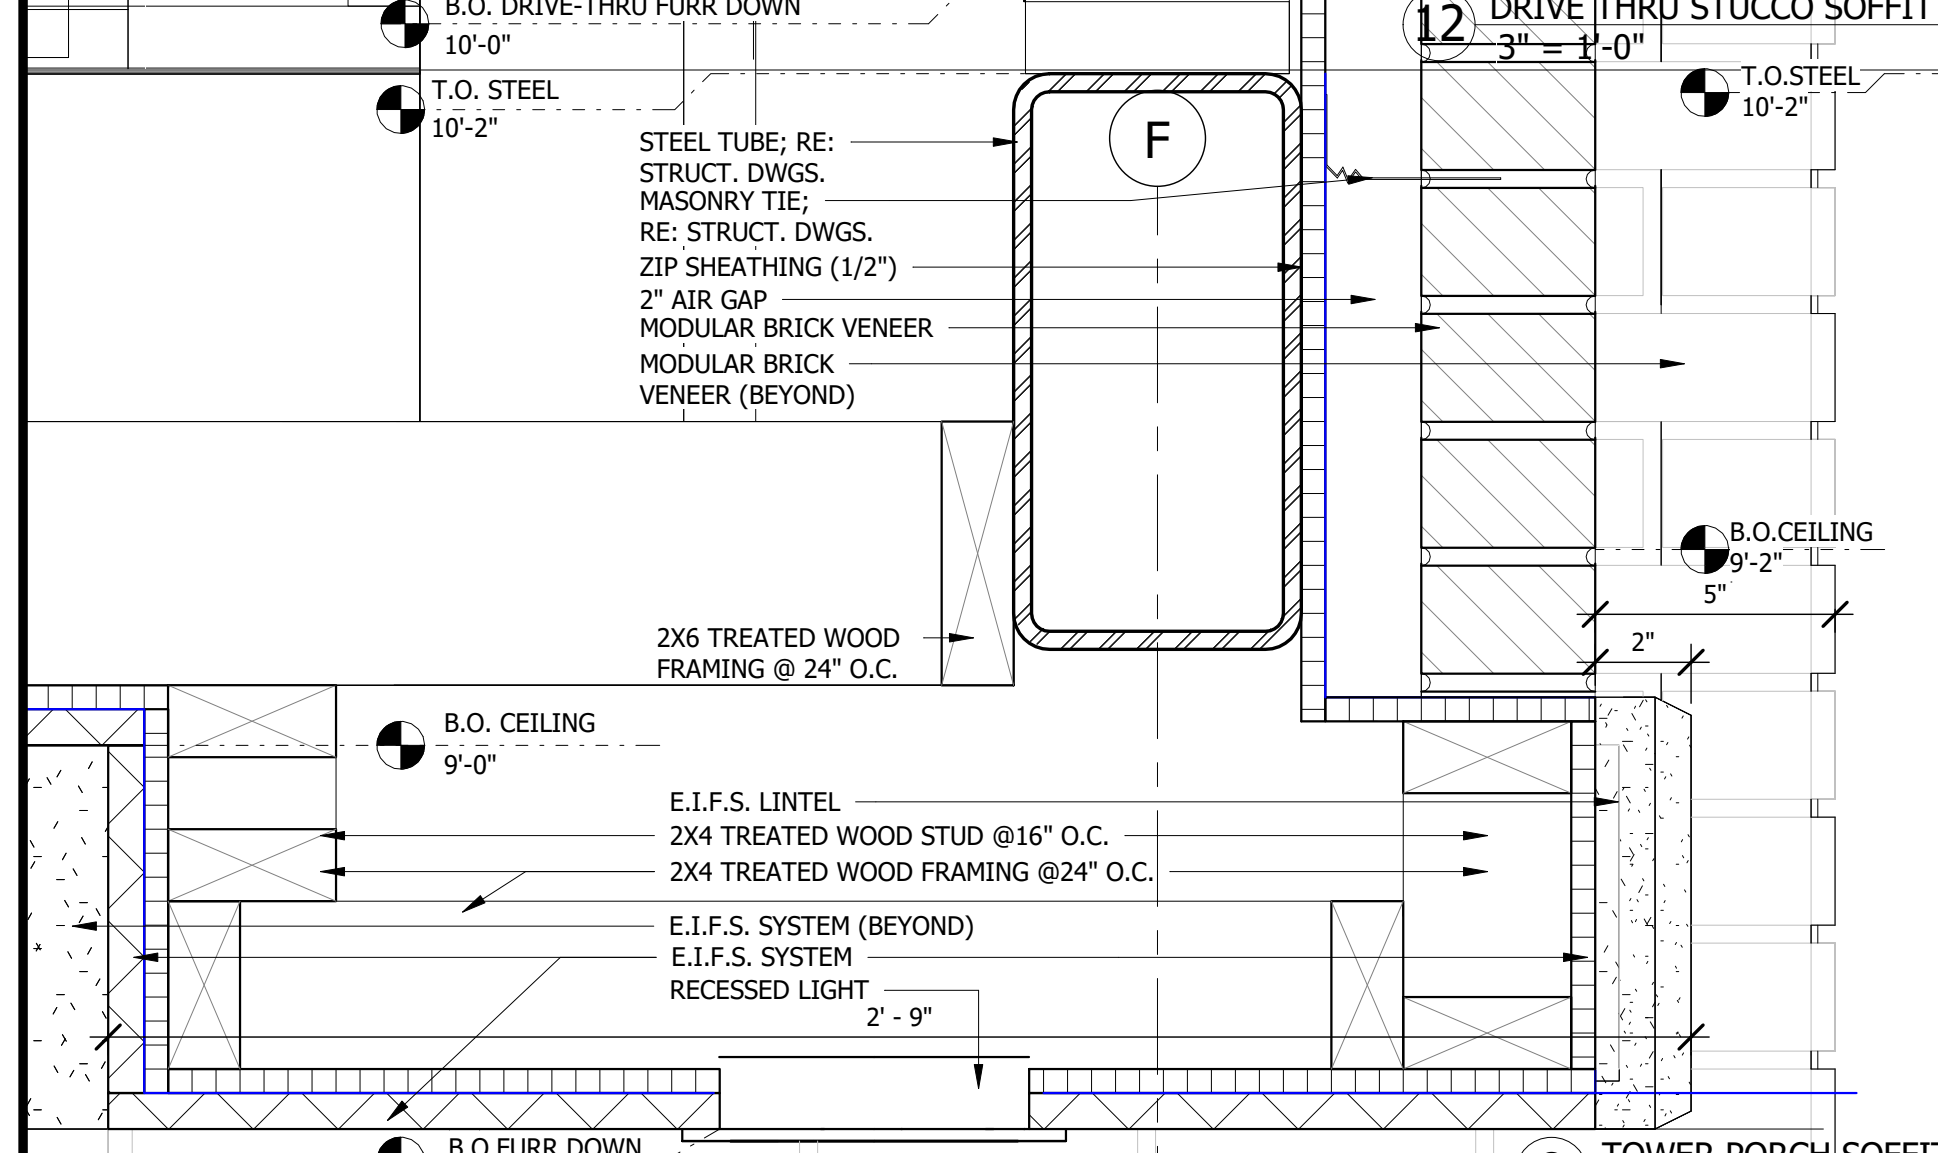 B.O. DRIVE-THRU FURR DOWN
10'-0"
12
DRIVE THRU STUCCO SOFFIT
3" = 1'-0"
T.O. STEEL
10'-2"
T.O.STEEL
10'-2"
F
STEEL TUBE; RE:
STRUCT. DWGS.
MASONRY TIE;
RE: STRUCT. DWGS.
ZIP SHEATHING (1/2")
2" AIR GAP
MODULAR BRICK VENEER
MODULAR BRICK
VENEER (BEYOND)
B.O.CEILING
9'-2"
5"
2"
2X6 TREATED WOOD
FRAMING @ 24" O.C.
B.O. CEILING
9'-0"
E.I.F.S. LINTEL
2X4 TREATED WOOD STUD @16" O.C.
2X4 TREATED WOOD FRAMING @24" O.C.
E.I.F.S. SYSTEM (BEYOND)
E.I.F.S. SYSTEM
RECESSED LIGHT
2' - 9"
B.O FURR DOWN
TOWER PORCH SOFFIT